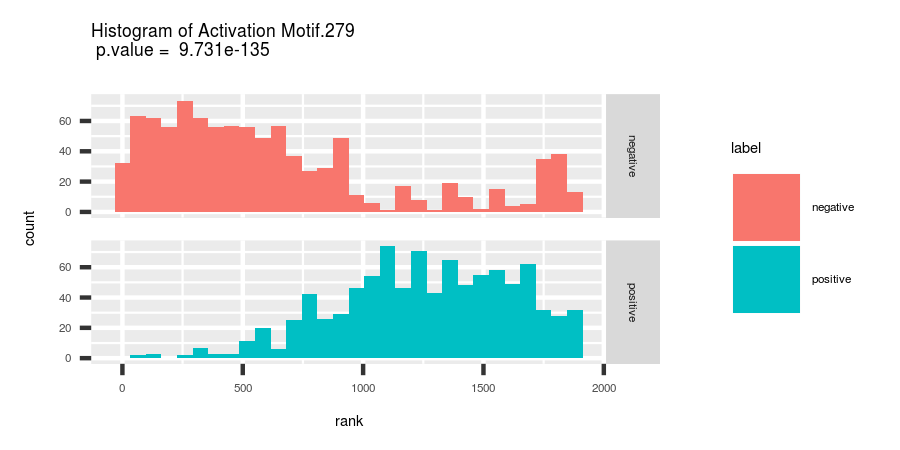 Histogram of Activation Motif.279
p.value = 9.731e-135
count
60
40
20
0
negative
60
40
20
0
positive
0 500 1000 1500 2000
rank
label
negative
positive